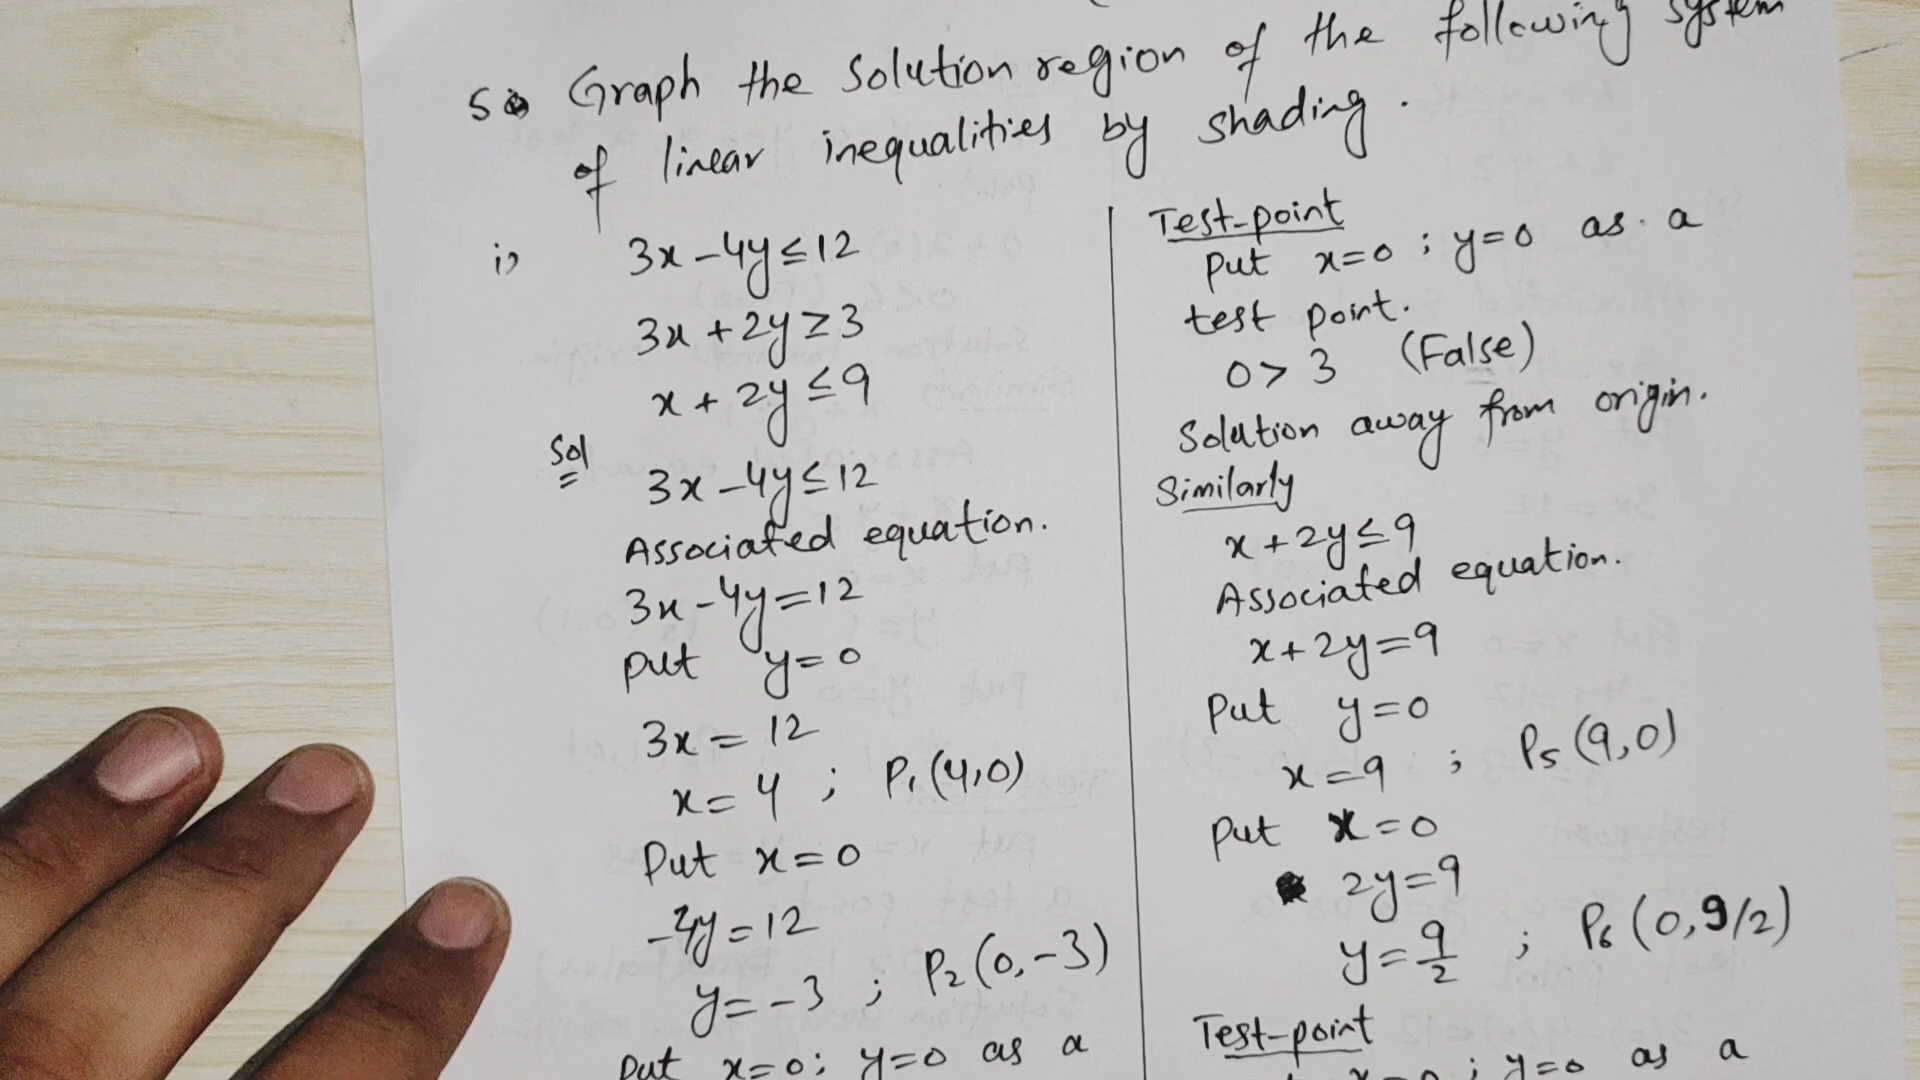 5. Graph the solution region of the following system
of linear inequalities by shading.
i)
3x-4y≤12
3x+2y≥3
x+2y≤9
Sol
3x-4y≤12
Associated equation.
3x-4y=12
put y=0
3x=12
x=4 ; P₁(4,0)
Put x=0
-4y=12
y=-3 ; P₂(0,-3)
Put x=0; y=0 as a
Test-point
put x=0 ; y=0 as a
test point.
0>3 (False)
Solution away from origin.
Similarly
x+2y≤9
Associated equation.
x+2y=9
Put y=0
x=9 ; P₅(9,0)
Put x=0
2y=9
y=9/2 ; P₆(0,9/2)
Test-point
x=0; y=0 as a